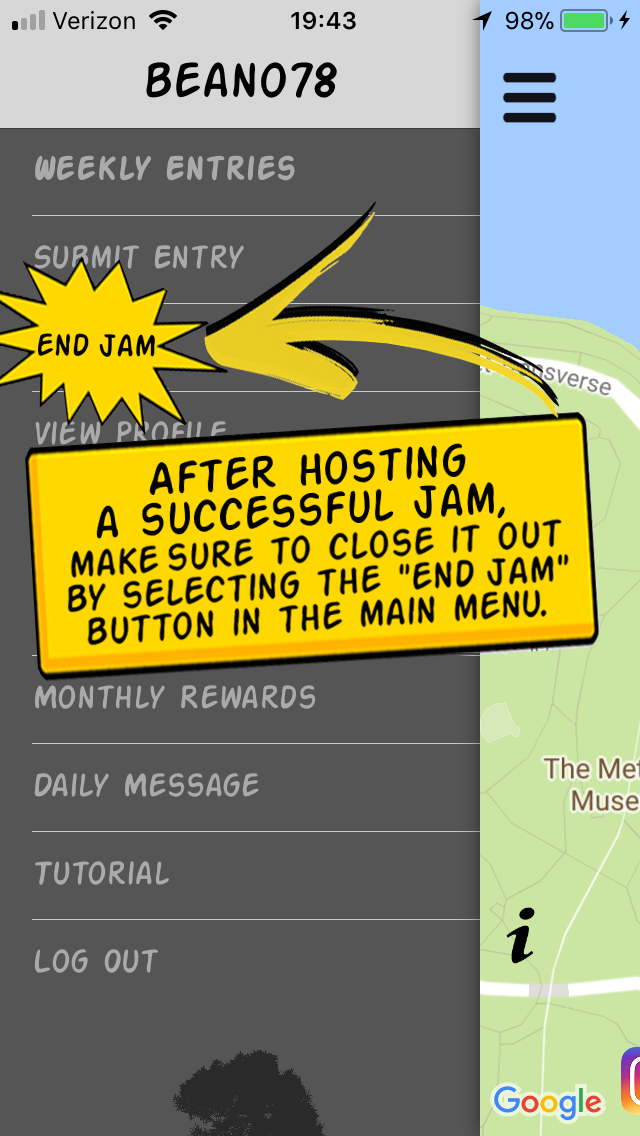 Verizon 19:43 98%
BEANO78
WEEKLY ENTRIES
SUBMIT ENTRY
END JAM
VIEW PROFILE
AFTER HOSTING
A SUCCESSFUL JAM,
MAKE SURE TO CLOSE IT OUT
BY SELECTING THE "END JAM"
BUTTON IN THE MAIN MENU.
MONTHLY REWARDS
DAILY MESSAGE
TUTORIAL
LOG OUT
nsverse
The Met
Muse
i
Google